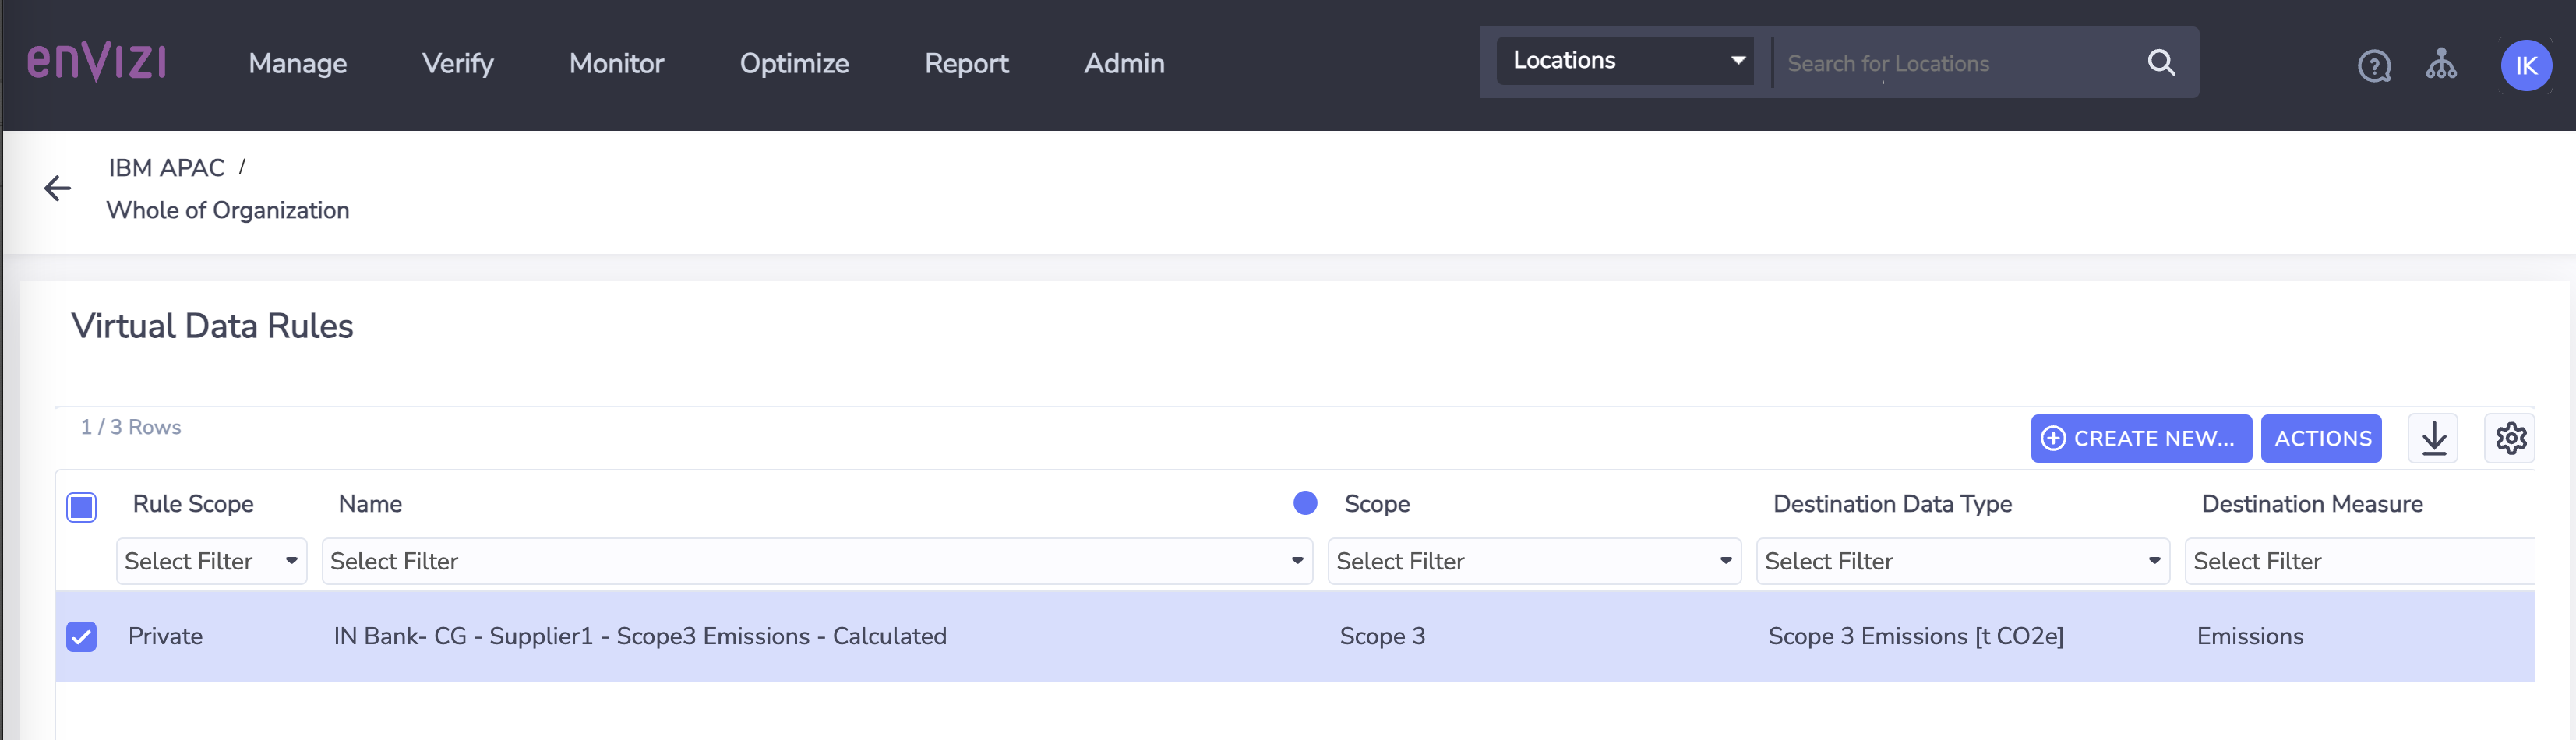 enVizi
Manage Verify Monitor Optimize Report Admin
Locations Search for Locations
IK
IBM APAC /
Whole of Organization
Virtual Data Rules
1 / 3 Rows
CREATE NEW... ACTIONS
Rule Scope Name Scope Destination Data Type Destination Measure
Select Filter Select Filter Select Filter Select Filter Select Filter
Private IN Bank- CG - Supplier1 - Scope3 Emissions - Calculated Scope 3 Scope 3 Emissions [t CO2e] Emissions